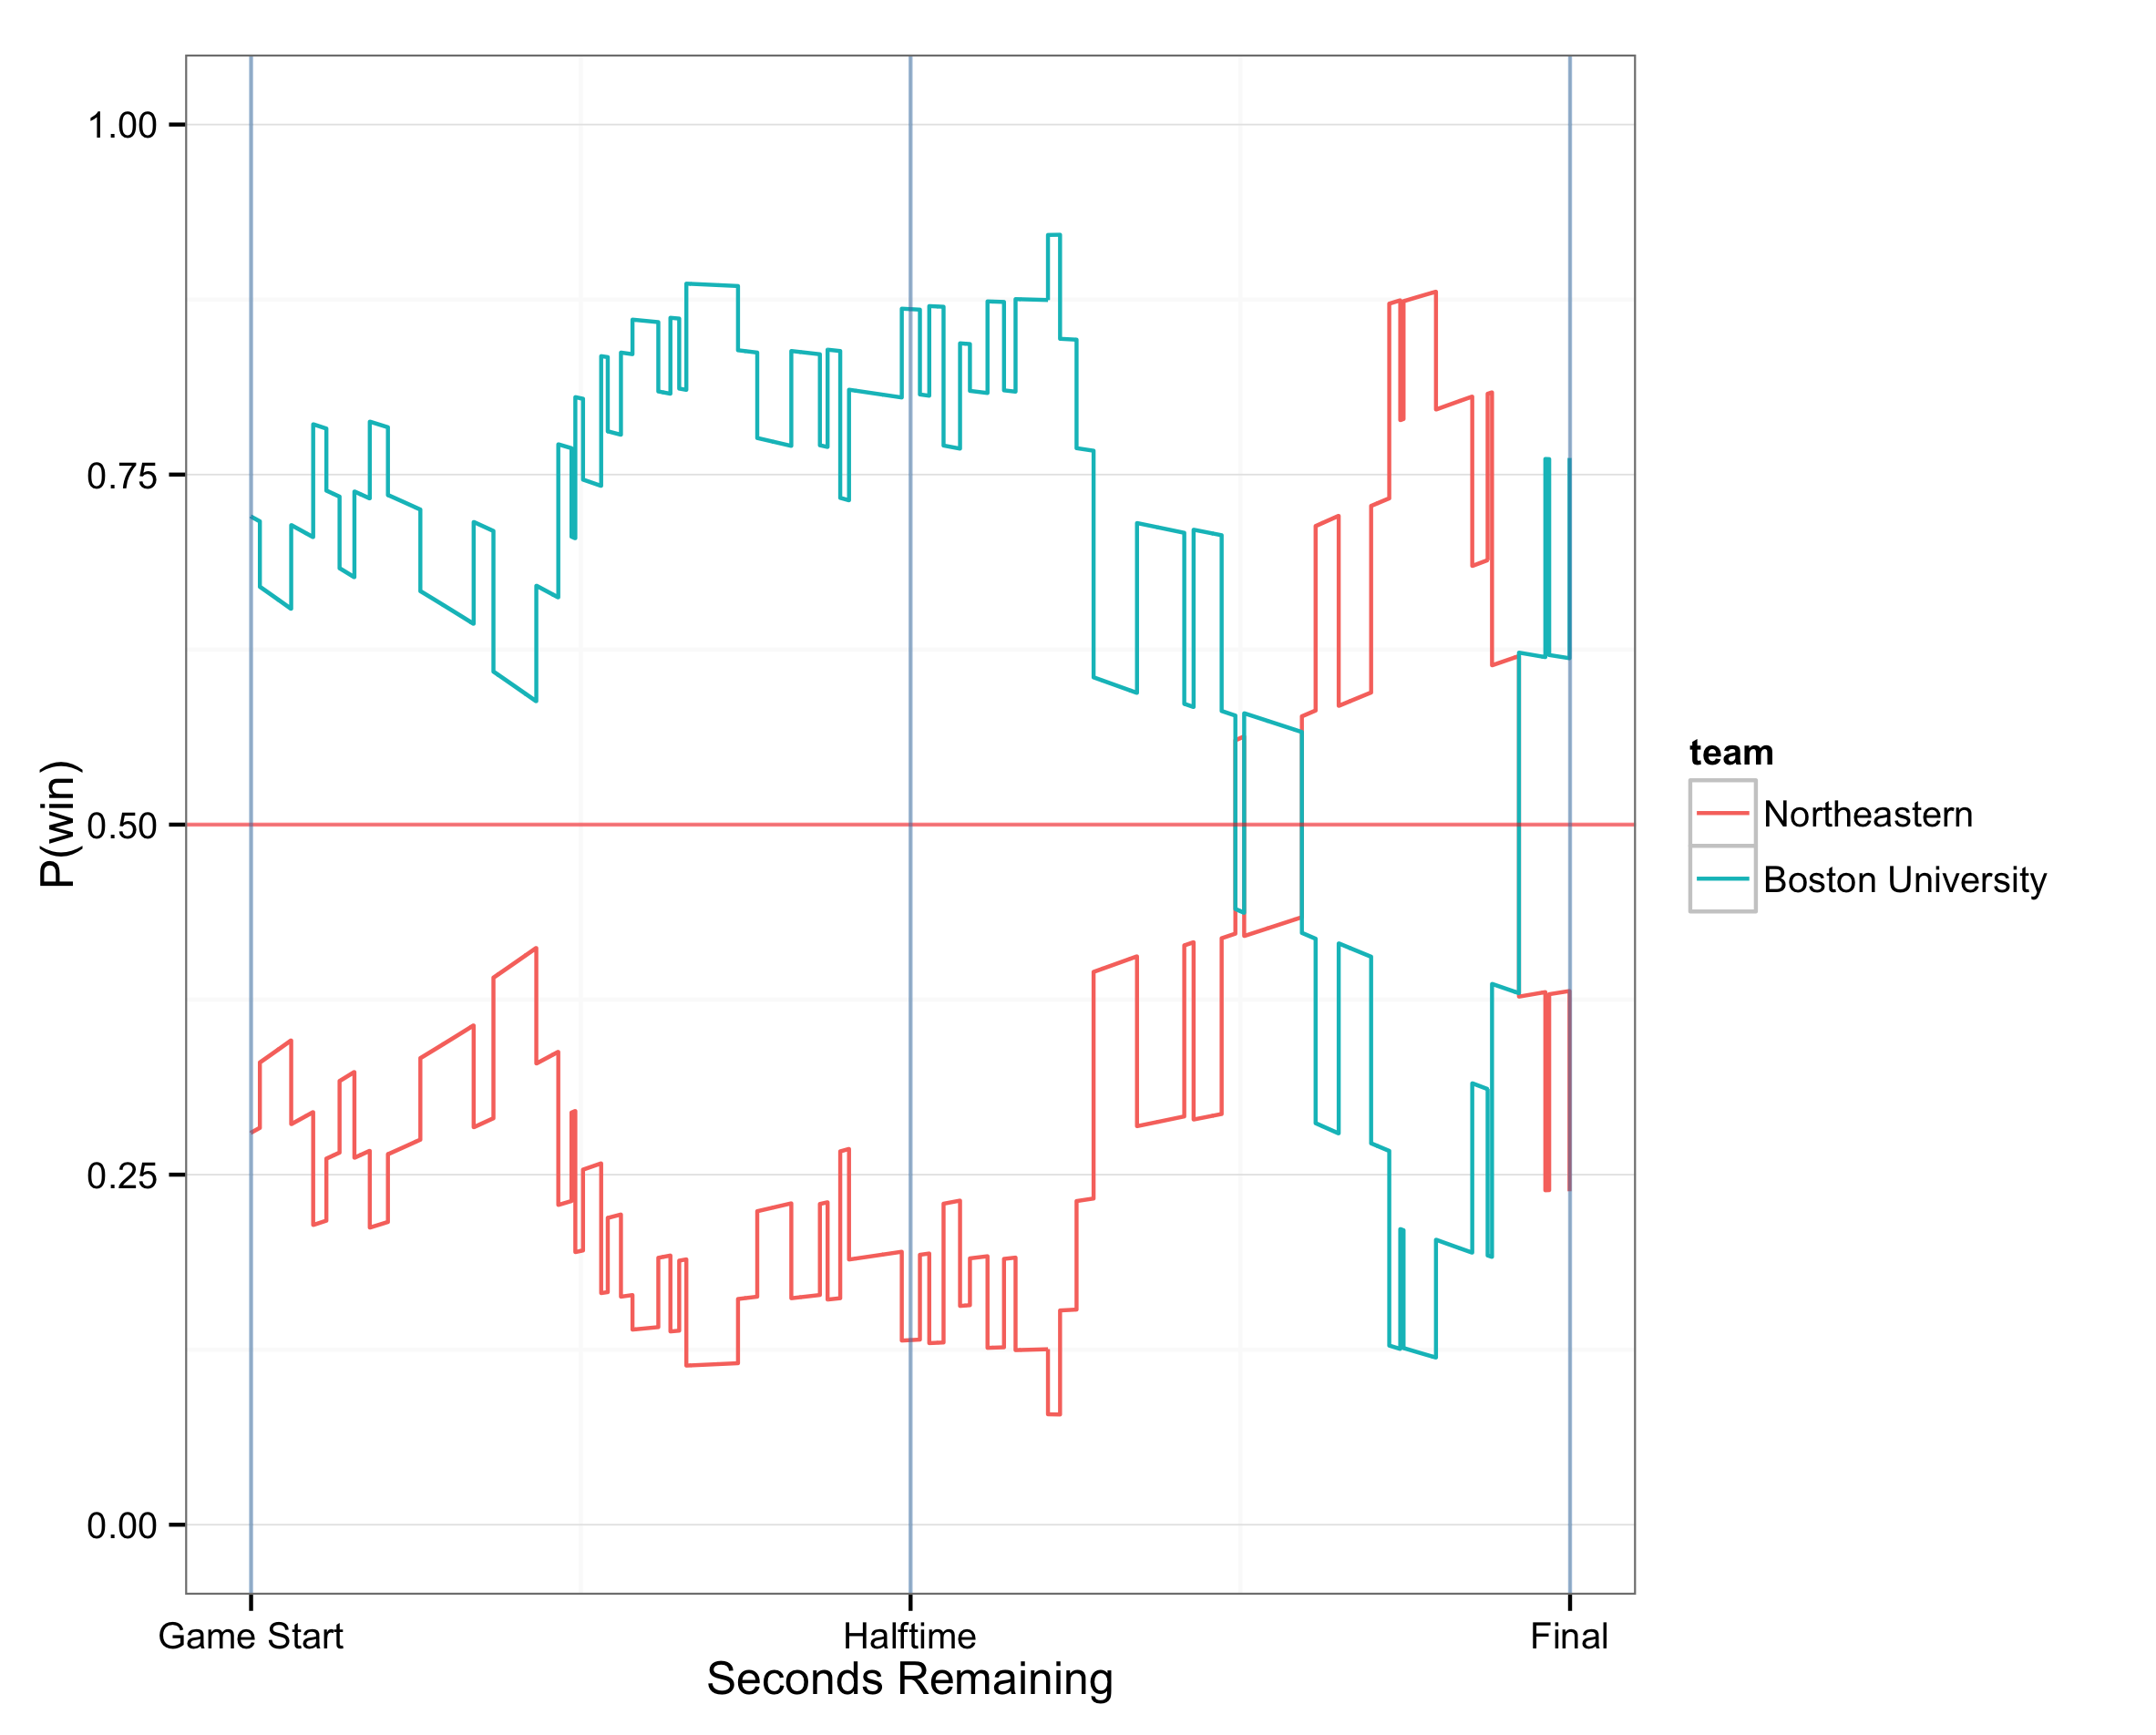 1.00
0.75
0.50
0.25
0.00
P(win)
Game Start
Halftime
Final
Seconds Remaining
team
Northeastern
Boston University